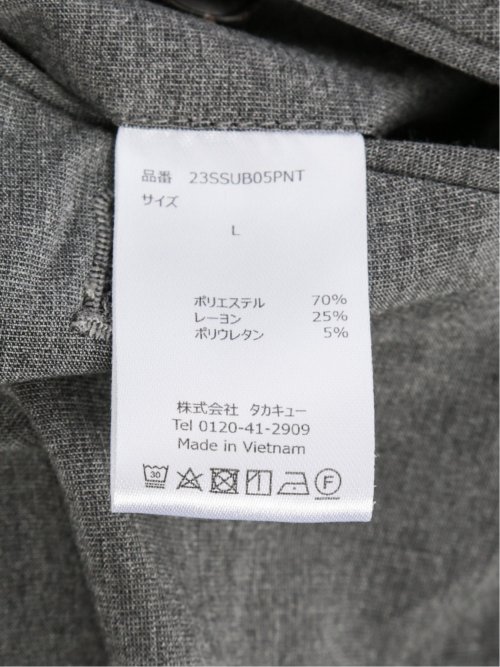 品番 23SSUB05PNT
サイズ
L
ポリエステル 70%
レーヨン 25%
ポリウレタン 5%
株式会社 タカキュー
Tel 0120-41-2909
Made in Vietnam
30 F